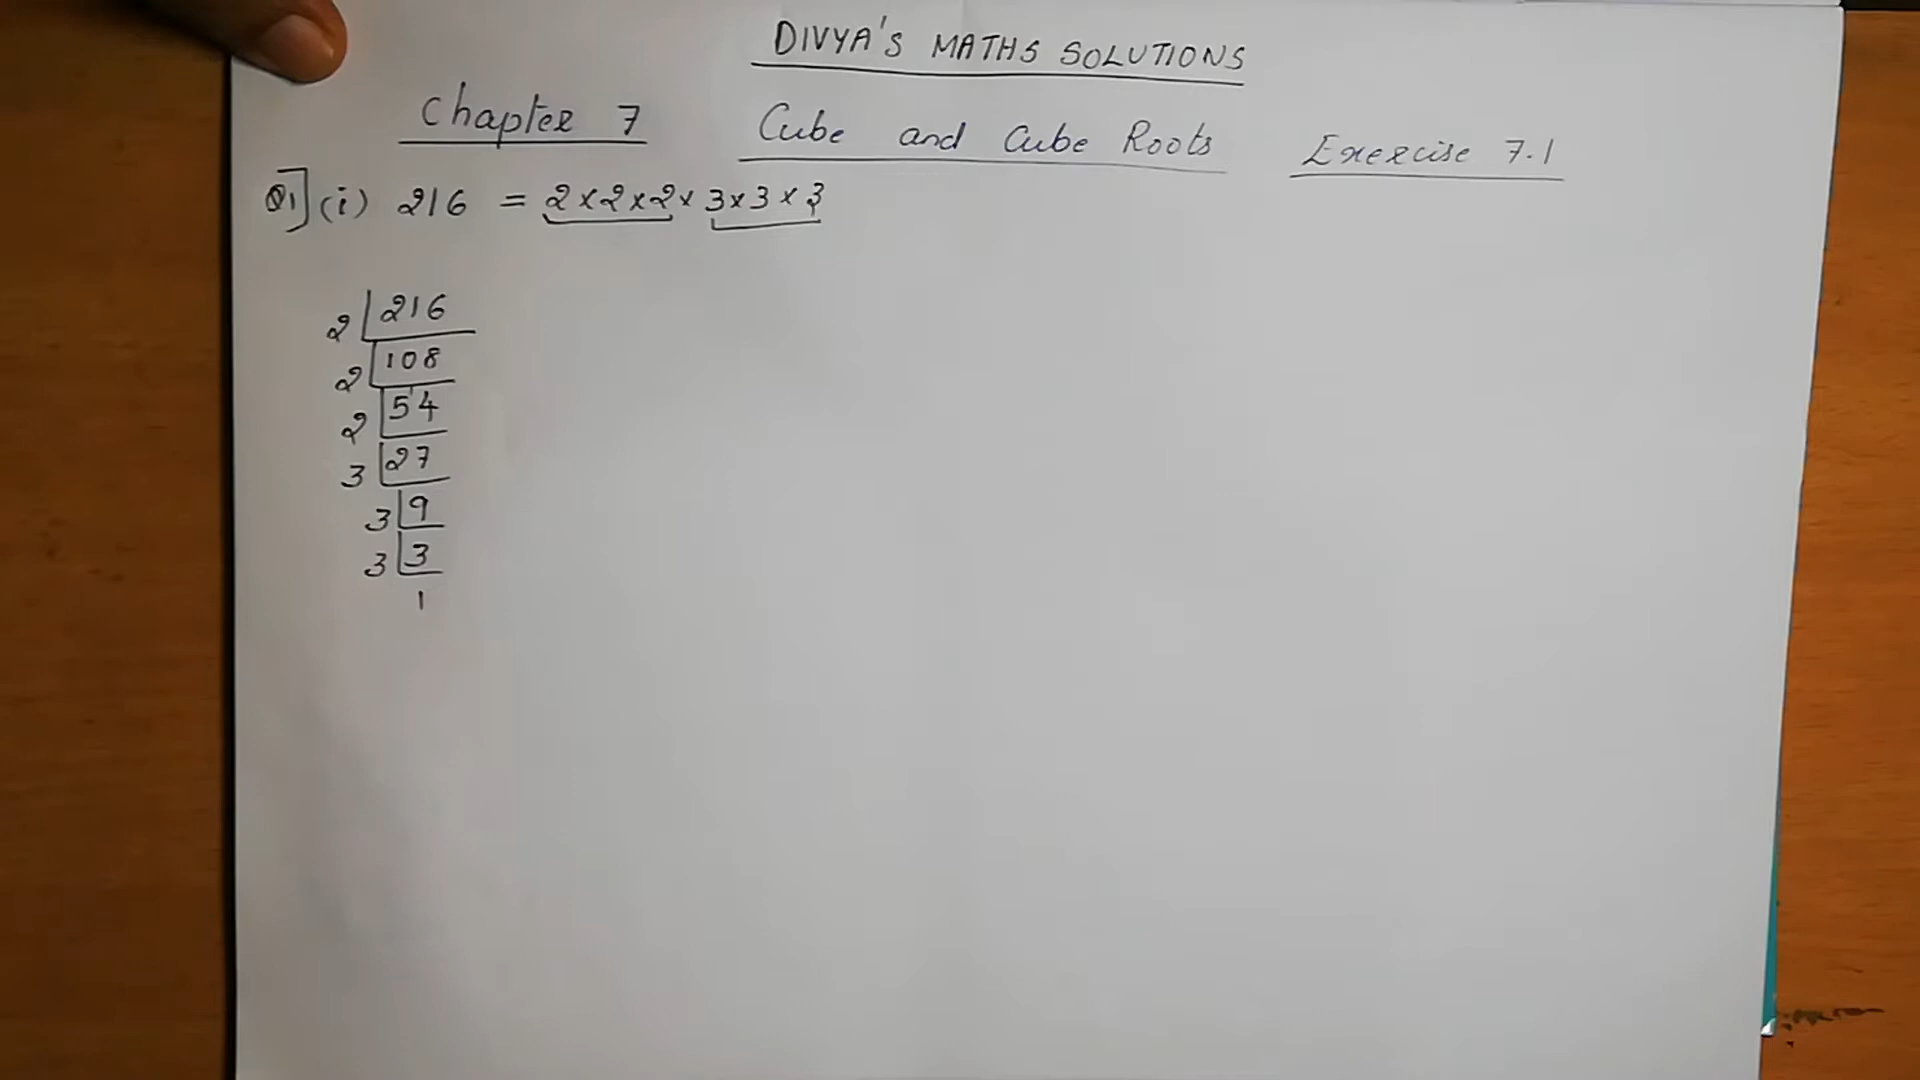 DIVYA'S MATHS SOLUTIONS
Chapter 7 Cube and Cube Roots Exercise 7.1
Q1] (i) 216 = 2 × 2 × 2 × 3 × 3 × 3
2 | 216
2 | 108
2 | 54
3 | 27
3 | 9
3 | 3
1